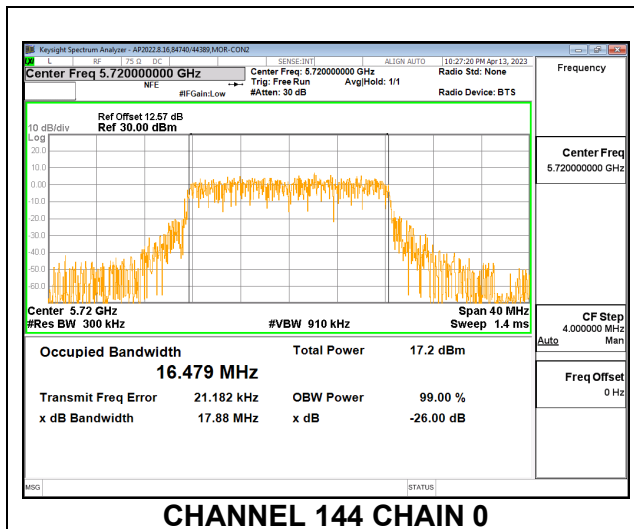 Keysight Spectrum Analyzer - AP2022.8.16,84740/44389,MOR-CON2
L RF 75 Ω DC SENSE:INT ALIGN AUTO 10:27:20 PM Apr 13, 2023
Center Freq 5.720000000 GHz
Center Freq: 5.720000000 GHz
Radio Std: None
NFE
Trig: Free Run
Avg|Hold: 1/1
#IFGain:Low
#Atten: 30 dB
Radio Device: BTS
Frequency
Ref Offset 12.57 dB
10 dB/div
Ref 30.00 dBm
Log
20.0
10.0
0.00
-10.0
-20.0
-30.0
-40.0
-50.0
-60.0
Center Freq
5.720000000 GHz
Center 5.72 GHz
Span 40 MHz
#Res BW 300 kHz
#VBW 910 kHz
Sweep 1.4 ms
CF Step
4.000000 MHz
Auto Man
Freq Offset
0 Hz
Occupied Bandwidth
Total Power 17.2 dBm
16.479 MHz
Transmit Freq Error 21.182 kHz OBW Power 99.00 %
x dB Bandwidth 17.88 MHz x dB -26.00 dB
MSG STATUS
CHANNEL 144 CHAIN 0